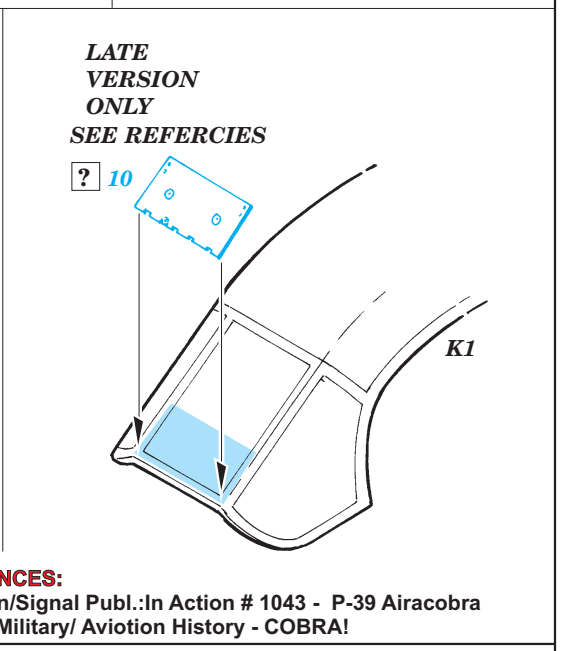 LATE
VERSION
ONLY
SEE REFERCIES
? 10
K1
NCES:
n/Signal Publ.:In Action # 1043 - P-39 Airacobra
Military/ Aviotion History - COBRA!